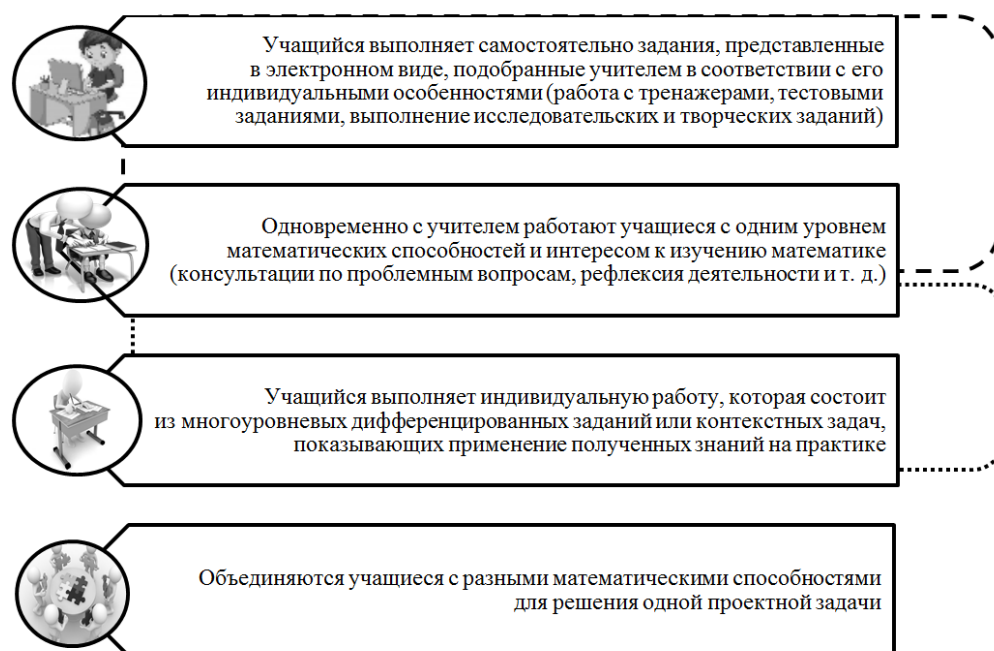 Учащийся выполняет самостоятельно задания, представленные
в электронном виде, подобранные учителем в соответствии с его
индивидуальными особенностями (работа с тренажерами, тестовыми
заданиями, выполнение исследовательских и творческих заданий)
Одновременно с учителем работают учащиеся с одним уровнем
математических способностей и интересом к изучению математике
(консультации по проблемным вопросам, рефлексия деятельности и т. д.)
Учащийся выполняет индивидуальную работу, которая состоит
из многоуровневых дифференцированных заданий или контекстных задач,
показывающих применение полученных знаний на практике
Объединяются учащиеся с разными математическими способностями
для решения одной проектной задачи